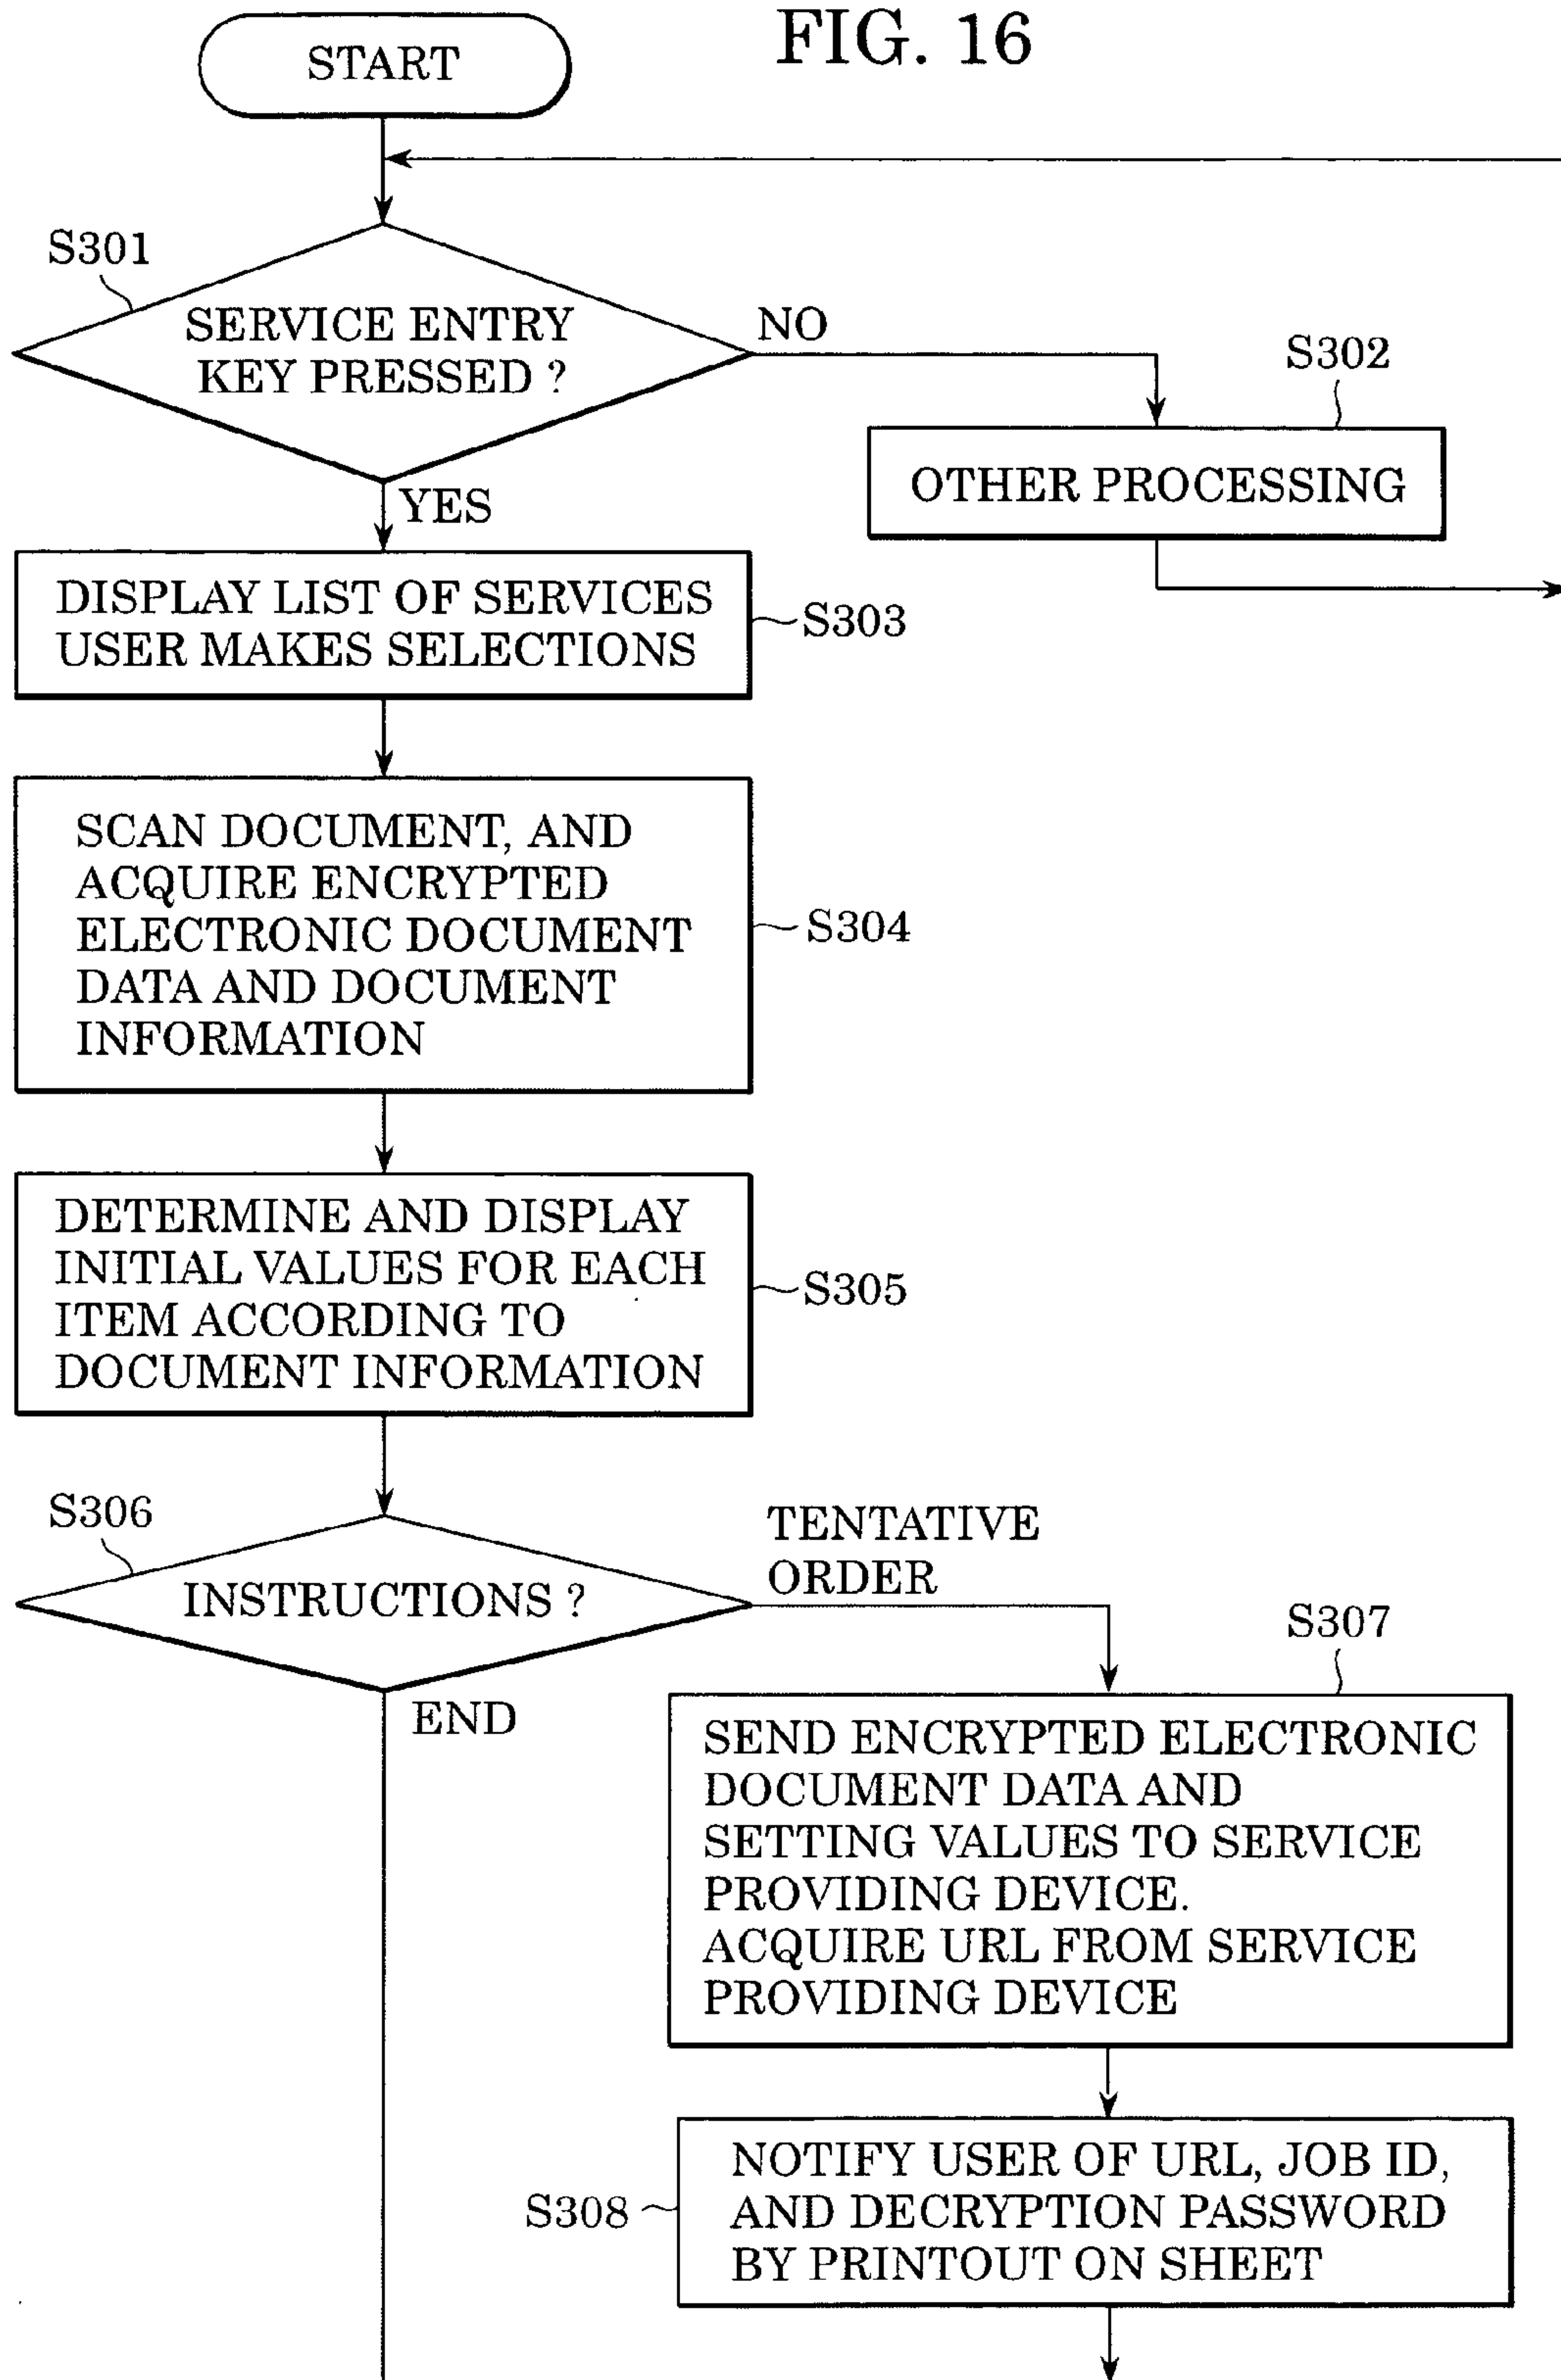 FIG. 16
START
S301
SERVICE ENTRY
KEY PRESSED ?
NO
S302
OTHER PROCESSING
YES
DISPLAY LIST OF SERVICES
USER MAKES SELECTIONS
S303
SCAN DOCUMENT, AND
ACQUIRE ENCRYPTED
ELECTRONIC DOCUMENT
DATA AND DOCUMENT
INFORMATION
S304
DETERMINE AND DISPLAY
INITIAL VALUES FOR EACH
ITEM ACCORDING TO
DOCUMENT INFORMATION
S305
S306
INSTRUCTIONS ?
TENTATIVE
ORDER
END
S307
SEND ENCRYPTED ELECTRONIC
DOCUMENT DATA AND
SETTING VALUES TO SERVICE
PROVIDING DEVICE.
ACQUIRE URL FROM SERVICE
PROVIDING DEVICE
S308
NOTIFY USER OF URL, JOB ID,
AND DECRYPTION PASSWORD
BY PRINTOUT ON SHEET